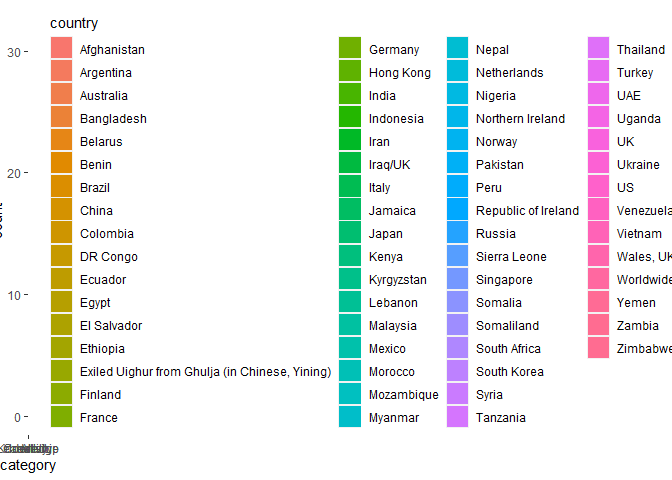 country
30
20
10
0
count
Afghanistan
Argentina
Australia
Bangladesh
Belarus
Benin
Brazil
China
Colombia
DR Congo
Ecuador
Egypt
El Salvador
Ethiopia
Exiled Uighur from Ghulja (in Chinese, Yining)
Finland
France
Germany
Hong Kong
India
Indonesia
Iran
Iraq/UK
Italy
Jamaica
Japan
Kenya
Kyrgyzstan
Lebanon
Malaysia
Mexico
Morocco
Mozambique
Myanmar
Nepal
Netherlands
Nigeria
Northern Ireland
Norway
Pakistan
Peru
Republic of Ireland
Russia
Sierra Leone
Singapore
Somalia
Somaliland
South Africa
South Korea
Syria
Tanzania
Thailand
Turkey
UAE
Uganda
UK
Ukraine
US
Venezuela
Vietnam
Wales, UK
Worldwide
Yemen
Zambia
Zimbabwe
category